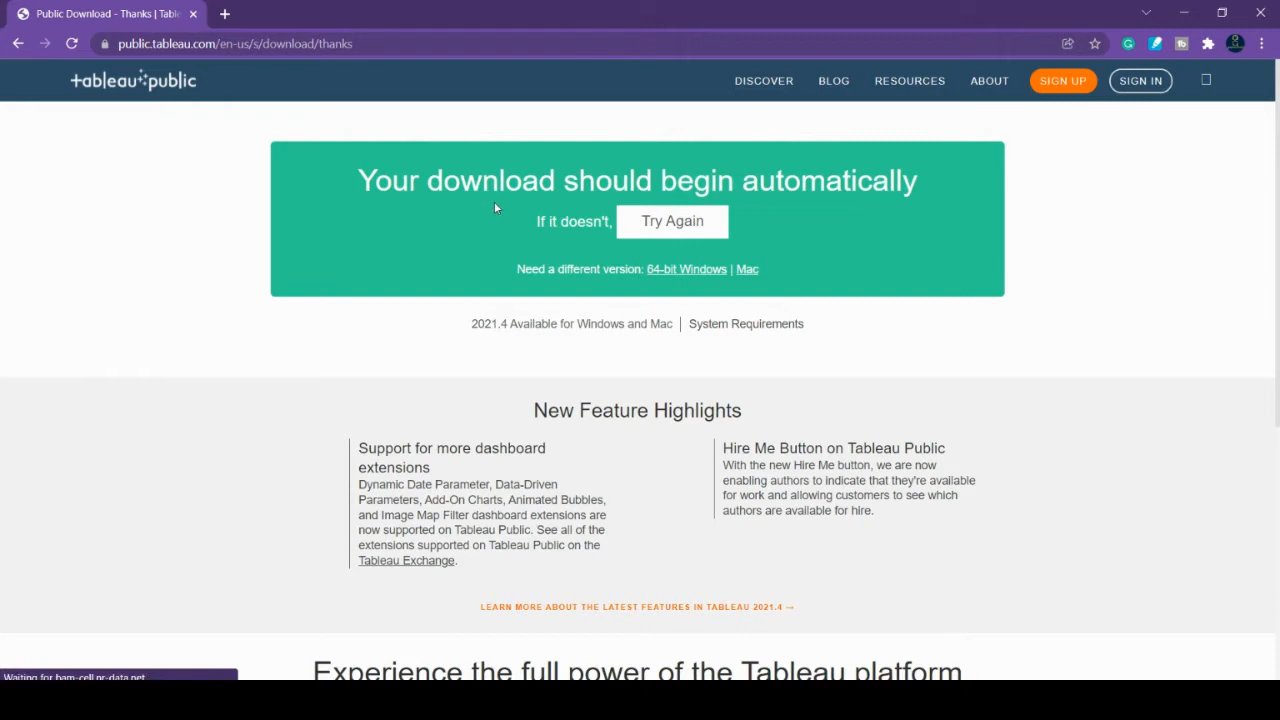 Public Download - Thanks | Table
public.tableau.com/en-us/s/download/thanks
tableau public
DISCOVER
BLOG
RESOURCES
ABOUT
SIGN UP
SIGN IN
Your download should begin automatically
If it doesn't, Try Again
Need a different version: 64-bit Windows | Mac
2021.4 Available for Windows and Mac | System Requirements
New Feature Highlights
Support for more dashboard
extensions
Dynamic Date Parameter, Data-Driven
Parameters, Add-On Charts, Animated Bubbles,
and Image Map Filter dashboard extensions are
now supported on Tableau Public. See all of the
extensions supported on Tableau Public on the
Tableau Exchange.
Hire Me Button on Tableau Public
With the new Hire Me button, we are now
enabling authors to indicate that they're available
for work and allowing customers to see which
authors are available for hire.
LEARN MORE ABOUT THE LATEST FEATURES IN TABLEAU 2021.4 →
Experience the full power of the Tableau platform
Waiting for bam-cell.nr-data.net